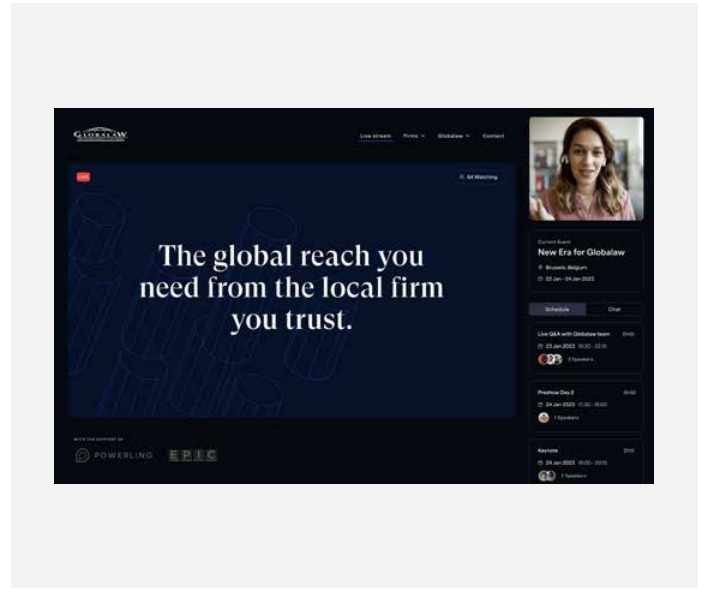 GLOBALAW
Live stream Firms Globalaw Contact
LIVE
64 Watching
The global reach you
need from the local firm
you trust.
WITH THE SUPPORT OF
POWERLING EPIC
Current Event
New Era for Globalaw
Brussels, Belgium
22 Jan - 24 Jan 2023
Schedule Chat
Live Q&A with Globalaw team
23 Jan 2023
3 Speakers
Preshow Day 2
24 Jan 2023
1 Speakers
Keynote
24 Jan 2023
Speakers